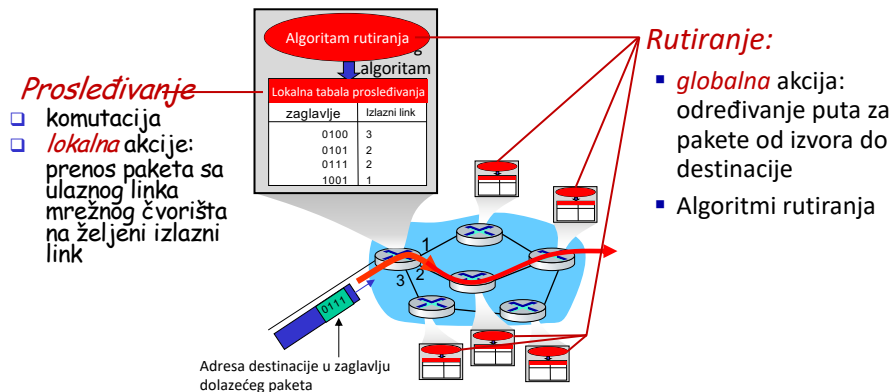 Algoritam rutiranja
g
algoritam
Lokalna tabala prosleđivanja
zaglavlje Izlazni link
0100 3
0101 2
0111 2
1001 1
Prosleđivanje
komutacija
lokalna akcije:
prenos paketa sa
ulaznog linka
mrežnog čvorišta
na željeni izlazni
link
Rutiranje:
globalna akcija:
određivanje puta za
pakete od izvora do
destinacije
Algoritmi rutiranja
1
2
3
0111
Adresa destinacije u zaglavlju
dolazećeg paketa